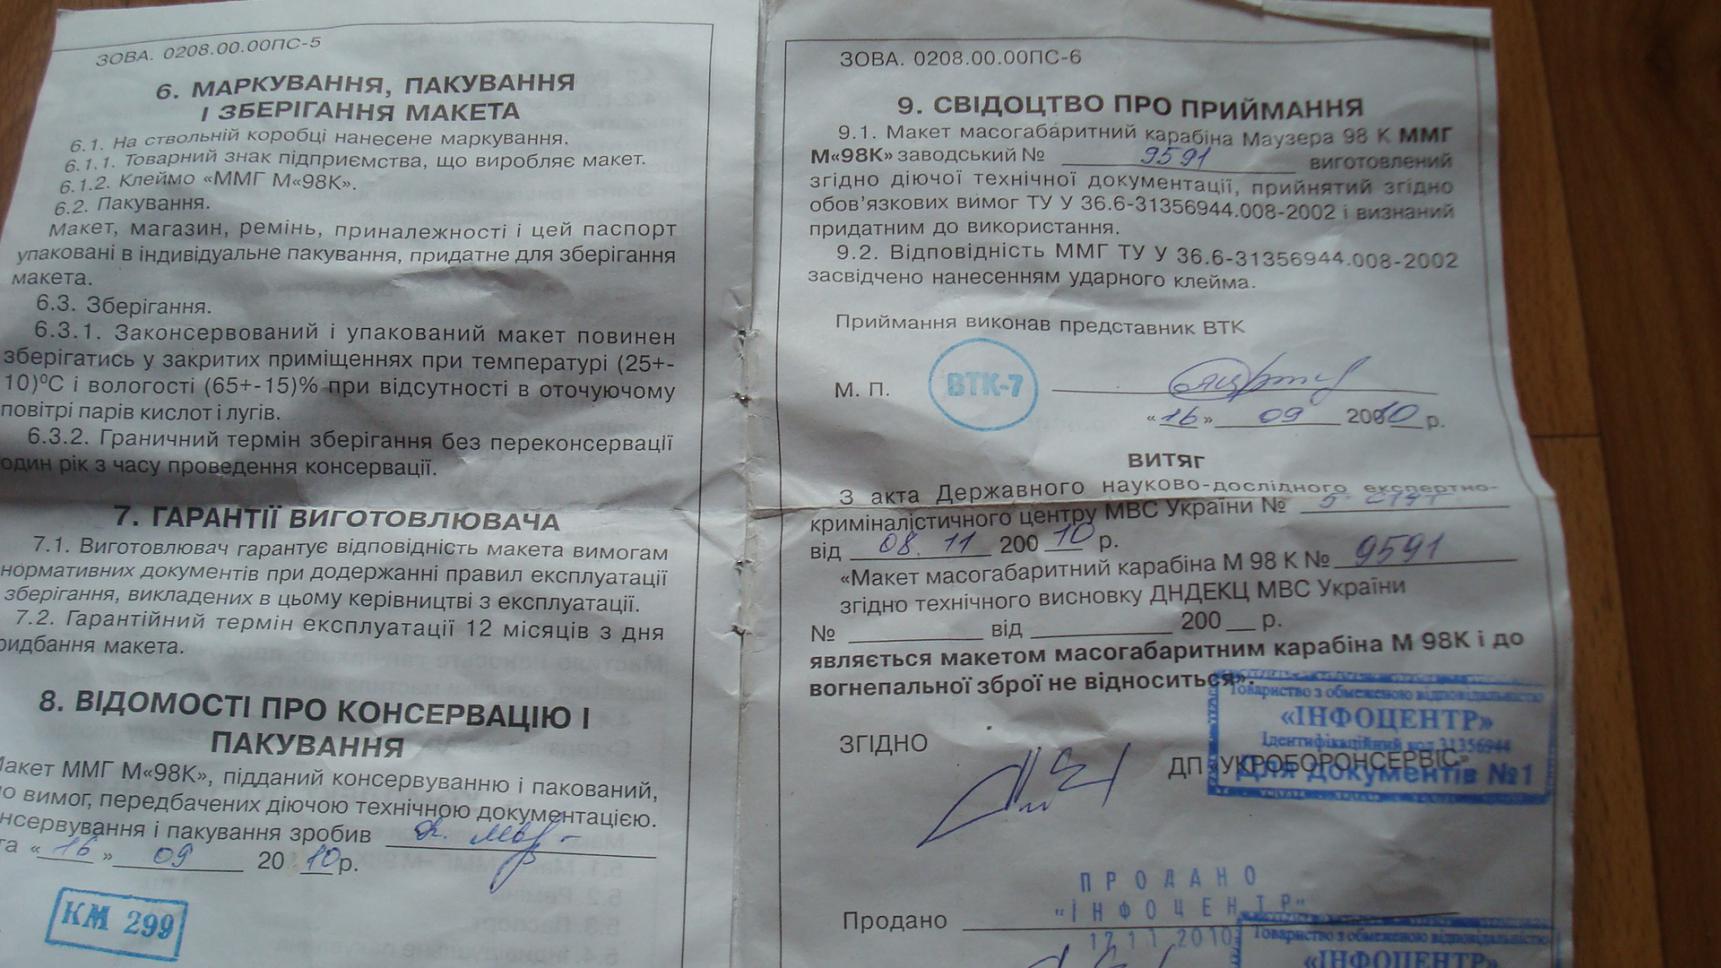 ЗОВА. 0208.00.00ПС-5
6. МАРКУВАННЯ, ПАКУВАННЯ
І ЗБЕРІГАННЯ МАКЕТА
6.1. На ствольній коробці нанесене маркування.
6.1.1. Товарний знак підприємства, що виробляє макет.
6.1.2. Клеймо «ММГ М«98К».
6.2. Пакування.
Макет, магазин, ремінь, приналежності і цей паспорт
упаковані в індивідуальне пакування, придатне для зберігання
макета.
6.3. Зберігання.
6.3.1. Законсервований і упакований макет повинен
зберігатись у закритих приміщеннях при температурі (25+-
10)⁰С і вологості (65+-15)% при відсутності в оточуючому
повітрі парів кислот і лугів.
6.3.2. Граничний термін зберігання без переконсервації
один рік з часу проведення консервації.
7. ГАРАНТІЇ ВИГОТОВЛЮВАЧА
7.1. Виготовлювач гарантує відповідність макета вимогам
нормативних документів при додержанні правил експлуатації
зберігання, викладених в цьому керівництві з експлуатації.
7.2. Гарантійний термін експлуатації 12 місяців з дня
ридбання макета.
8. ВІДОМОСТІ ПРО КОНСЕРВАЦІЮ І
ПАКУВАННЯ
Макет ММГ М«98К», підданий консервуванню і пакований,
о вимог, передбачених діючою технічною документацією.
нсервування і пакування зробив
та «16» 09 2010р.
КМ 299
ЗОВА. 0208.00.00ПС-6
9. СВІДОЦТВО ПРО ПРИЙМАННЯ
9.1. Макет масогабаритний карабіна Маузера 98 К ММГ
М«98К» заводський № 9591 виготовлений
згідно діючої технічної документації, прийнятий згідно
обов'язкових вимог ТУ У 36.6-31356944.008-2002 і визнаний
придатним до використання.
9.2. Відповідність ММГ ТУ У 36.6-31356944.008-2002
засвідчено нанесенням ударного клейма.
Приймання виконав представник ВТК
М. П. ВТК-7
«16» 09 20010 р.
ВИТЯГ
З акта Державного науково-дослідного експертно-
криміналістичного центру МВС України №
від 08.11 200 10 р.
«Макет масогабаритний карабіна М 98 К № 9591
згідно технічного висновку ДНДЕКЦ МВС України
№ від 200 р.
являється макетом масогабаритним карабіна М 98К і до
вогнепальної зброї не відноситься».
Товариство з обмеженою відповідальністю
«ІНФОЦЕНТР»
Ідентифікаційний код 31356944
Для документів №1
ЗГІДНО
ДП «УКРОБОРОНСЕРВІС»
ПРОДАНО
"ІНФОЦЕНТР"
Продано
17.11.2010
Товариство з обмеженою відповідальністю
«ІНФОЦЕНТР»